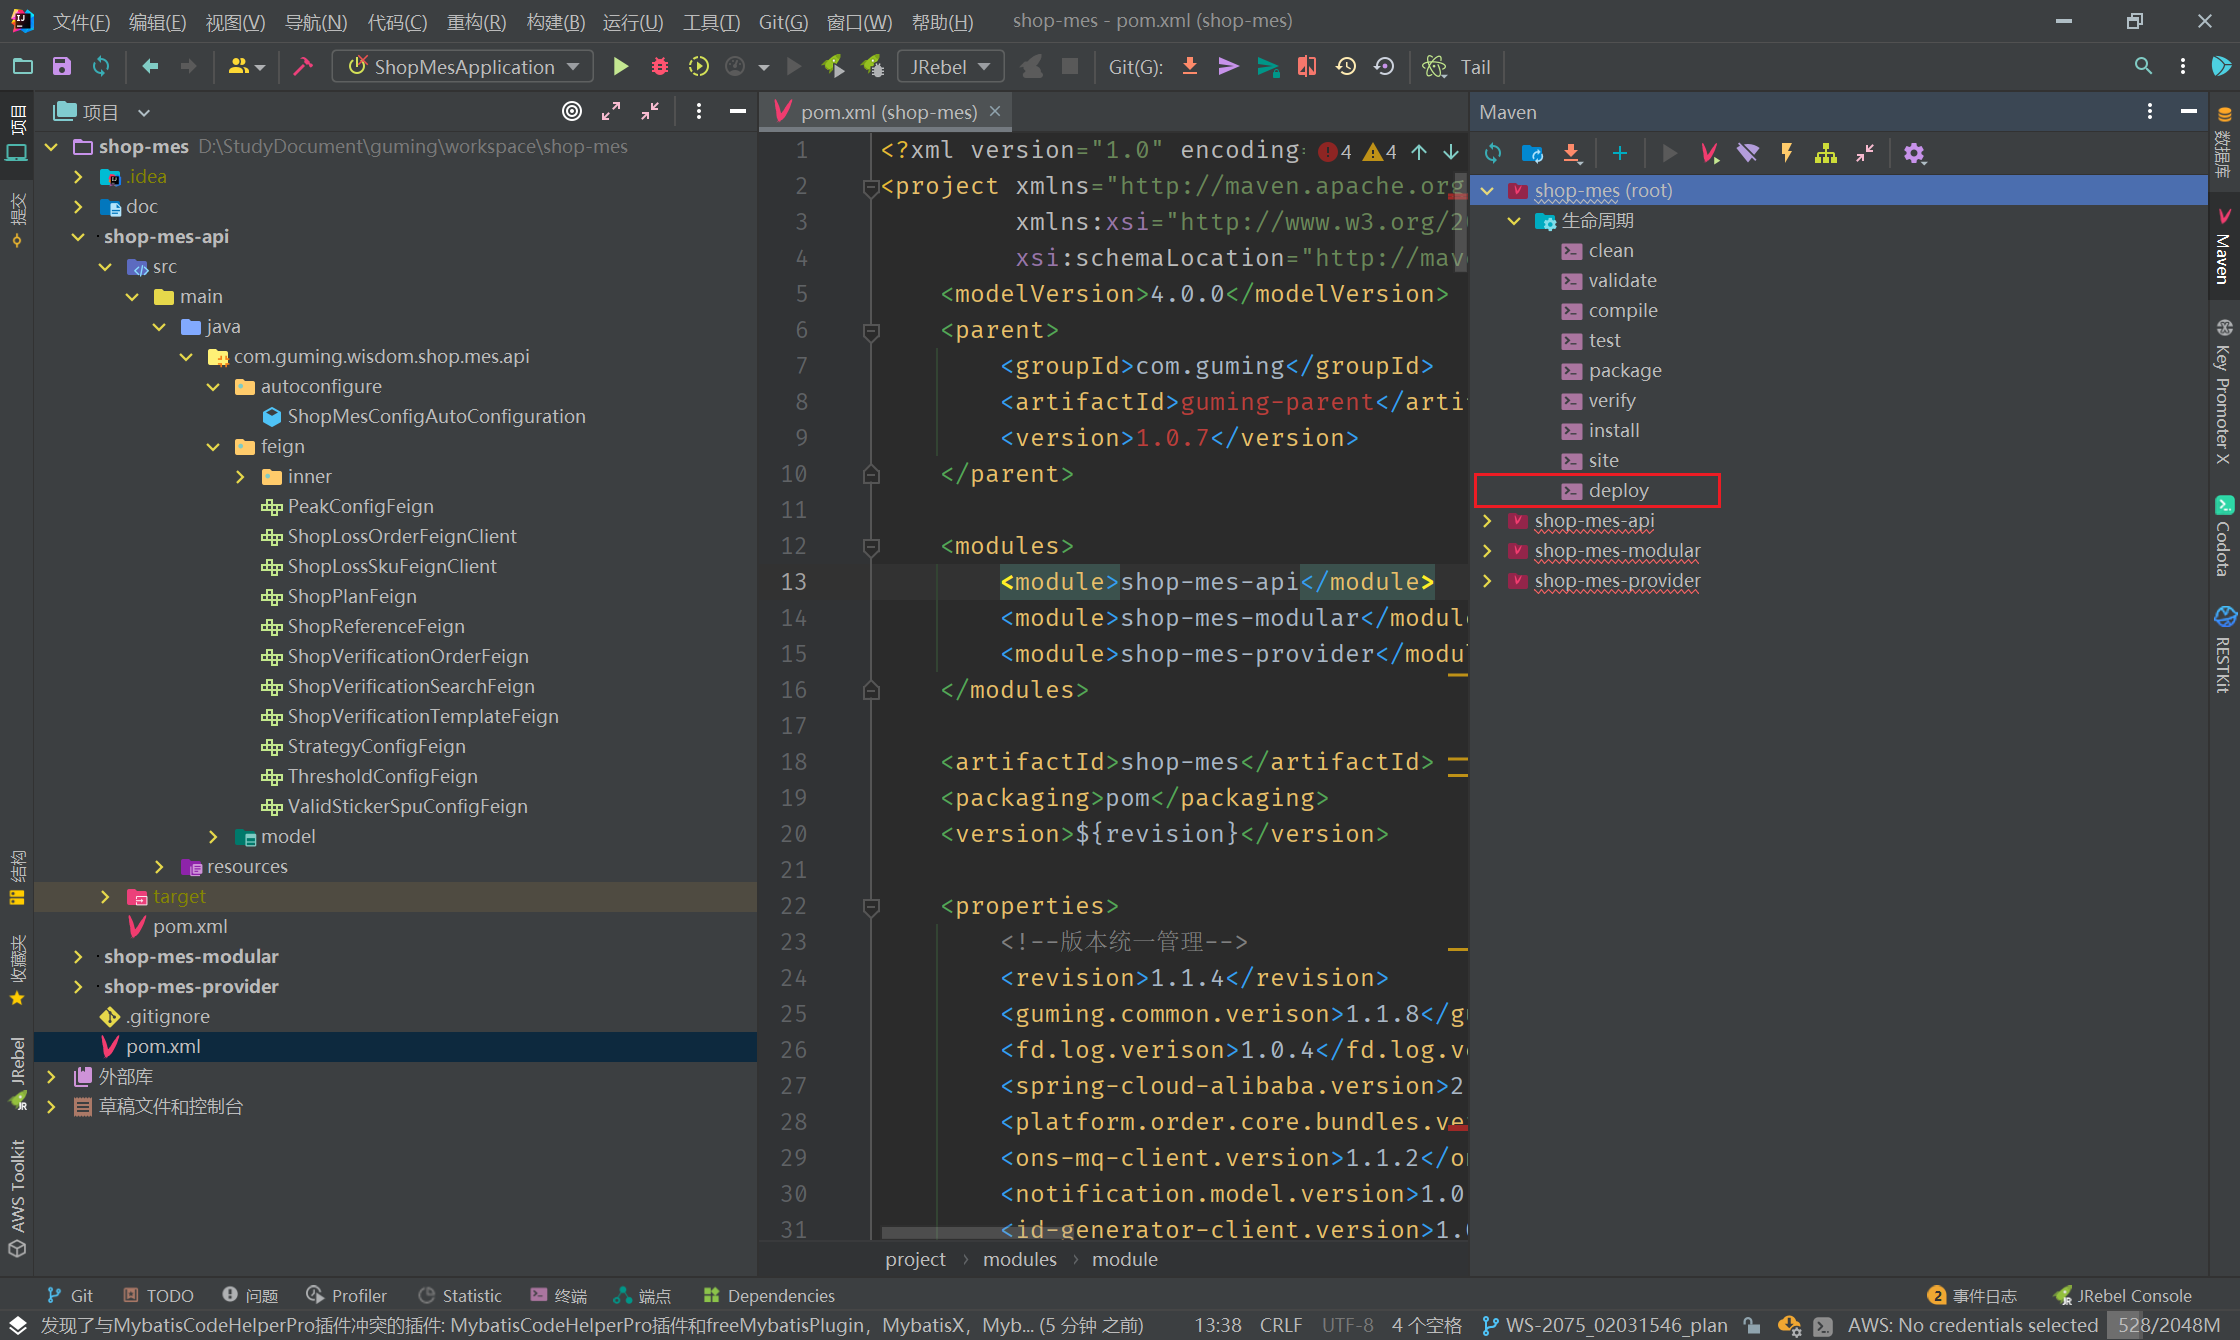 文件(F) 编辑(E) 视图(V) 导航(N) 代码(C) 重构(R) 构建(B) 运行(U) 工具(T) Git(G) 窗口(W) 帮助(H) shop-mes - pom.xml (shop-mes)
ShopMesApplication JRebel Git(G): Tail
项目
提交
结构
收藏夹
JRebel
AWS Toolkit
项目
shop-mes D:\StudyDocument\guming\workspace\shop-mes
.idea
doc
shop-mes-api
src
main
java
com.guming.wisdom.shop.mes.api
autoconfigure
ShopMesConfigAutoConfiguration
feign
inner
PeakConfigFeign
ShopLossOrderFeignClient
ShopLossSkuFeignClient
ShopPlanFeign
ShopReferenceFeign
ShopVerificationOrderFeign
ShopVerificationSearchFeign
ShopVerificationTemplateFeign
StrategyConfigFeign
ThresholdConfigFeign
ValidStickerSpuConfigFeign
model
resources
target
pom.xml
shop-mes-modular
shop-mes-provider
.gitignore
pom.xml
外部库
草稿文件和控制台
pom.xml (shop-mes)
4 4
1 <?xml version="1.0" encoding:
2 <project xmlns="http://maven.apache.org
3 xmlns:xsi="http://www.w3.org/2
4 xsi:schemaLocation="http://mav
5 <modelVersion>4.0.0</modelVersion>
6 <parent>
7 <groupId>com.guming</groupId>
8 <artifactId>guming-parent</arti
9 <version>1.0.7</version>
10 </parent>
11
12 <modules>
13 <module>shop-mes-api</module>
14 <module>shop-mes-modular</module
15 <module>shop-mes-provider</modul
16 </modules>
17
18 <artifactId>shop-mes</artifactId>
19 <packaging>pom</packaging>
20 <version>${revision}</version>
21
22 <properties>
23 <!--版本统一管理-->
24 <revision>1.1.4</revision>
25 <guming.common.verison>1.1.8</gu
26 <fd.log.verison>1.0.4</fd.log.ve
27 <spring-cloud-alibaba.version>2
28 <platform.order.core.bundles.ve
29 <ons-mq-client.version>1.1.2</on
30 <notification.model.version>1.0
31 <id-generator-client.version>1.
project › modules › module
Maven
shop-mes (root)
生命周期
clean
validate
compile
test
package
verify
install
site
deploy
shop-mes-api
shop-mes-modular
shop-mes-provider
数据库
Maven
Key Promoter X
Codota
RESTKit
Git TODO 问题 Profiler Statistic 终端 端点 Dependencies 2 事件日志 JRebel Console
发现了与MybatisCodeHelperPro插件冲突的插件: MybatisCodeHelperPro插件和freeMybatisPlugin，MybatisX，Myb... (5 分钟 之前) 13:38 CRLF UTF-8 4 个空格 WS-2075_02031546_plan AWS: No credentials selected 528/2048M